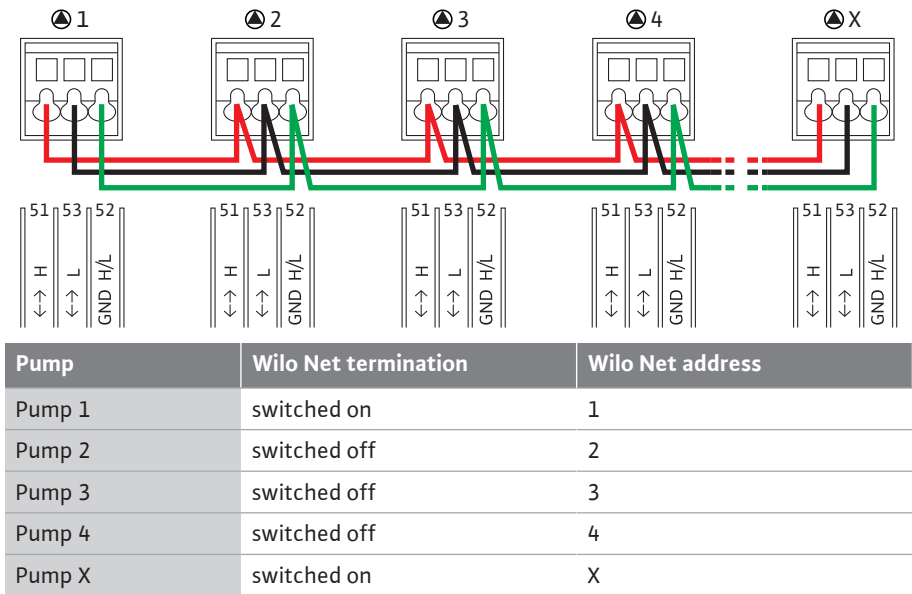 1 2 3 4 X
51 53 52 51 53 52 51 53 52 51 53 52 51 53 52
H L GND H/L H L GND H/L H L GND H/L H L GND H/L H L GND H/L
Pump Wilo Net termination Wilo Net address
Pump 1 switched on 1
Pump 2 switched off 2
Pump 3 switched off 3
Pump 4 switched off 4
Pump X switched on X